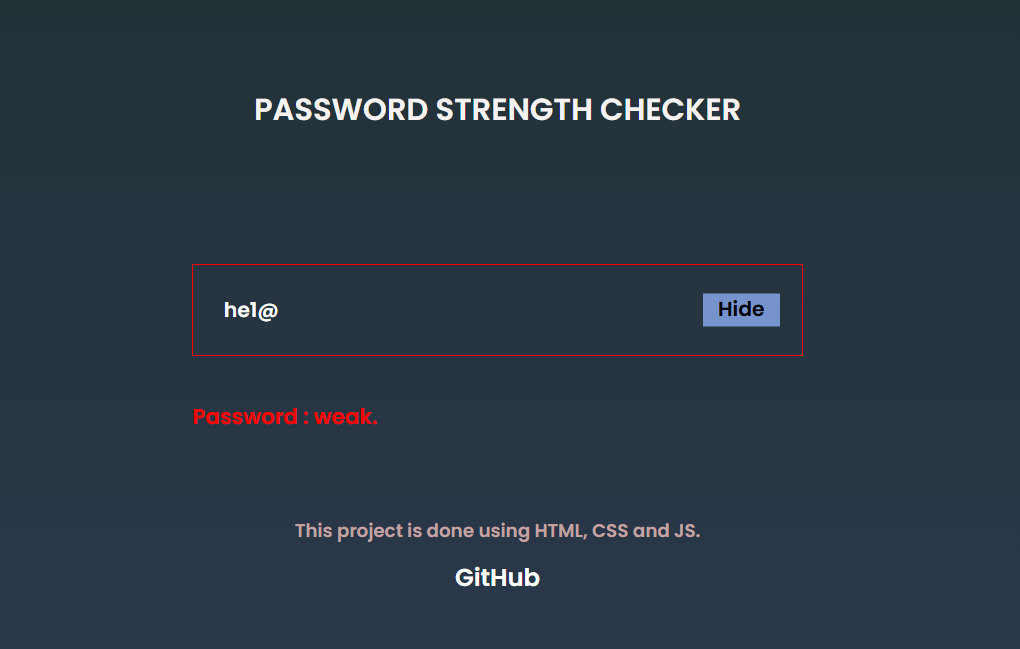 PASSWORD STRENGTH CHECKER
he1@ Hide
Password : weak.
This project is done using HTML, CSS and JS.
GitHub